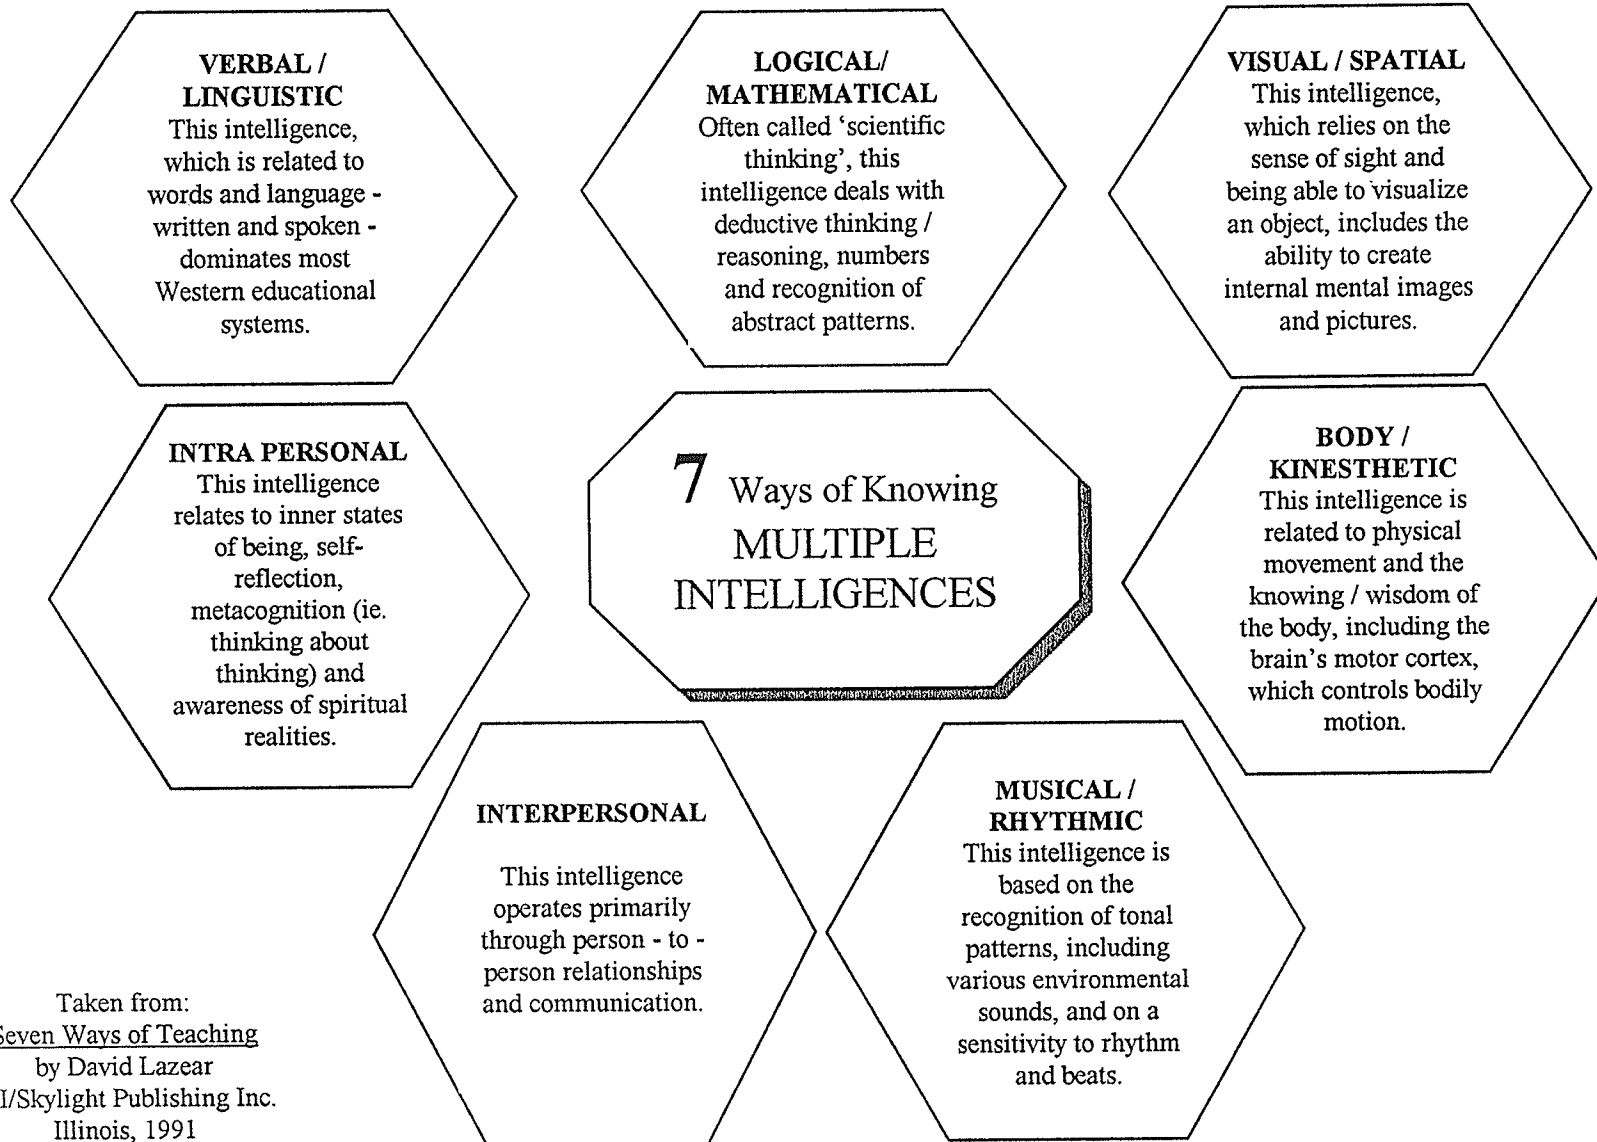 VERBAL /
LINGUISTIC
This intelligence,
which is related to
words and language -
written and spoken -
dominates most
Western educational
systems.
LOGICAL/
MATHEMATICAL
Often called ‘scientific
thinking’, this
intelligence deals with
deductive thinking /
reasoning, numbers
and recognition of
abstract patterns.
VISUAL / SPATIAL
This intelligence,
which relies on the
sense of sight and
being able to visualize
an object, includes the
ability to create
internal mental images
and pictures.
INTRA PERSONAL
This intelligence
relates to inner states
of being, self-
reflection,
metacognition (ie.
thinking about
thinking) and
awareness of spiritual
realities.
7 Ways of Knowing
MULTIPLE
INTELLIGENCES
BODY /
KINESTHETIC
This intelligence is
related to physical
movement and the
knowing / wisdom of
the body, including the
brain’s motor cortex,
which controls bodily
motion.
INTERPERSONAL
This intelligence
operates primarily
through person - to -
person relationships
and communication.
MUSICAL /
RHYTHMIC
This intelligence is
based on the
recognition of tonal
patterns, including
various environmental
sounds, and on a
sensitivity to rhythm
and beats.
Taken from:
Seven Ways of Teaching
by David Lazear
I/Skylight Publishing Inc.
Illinois, 1991